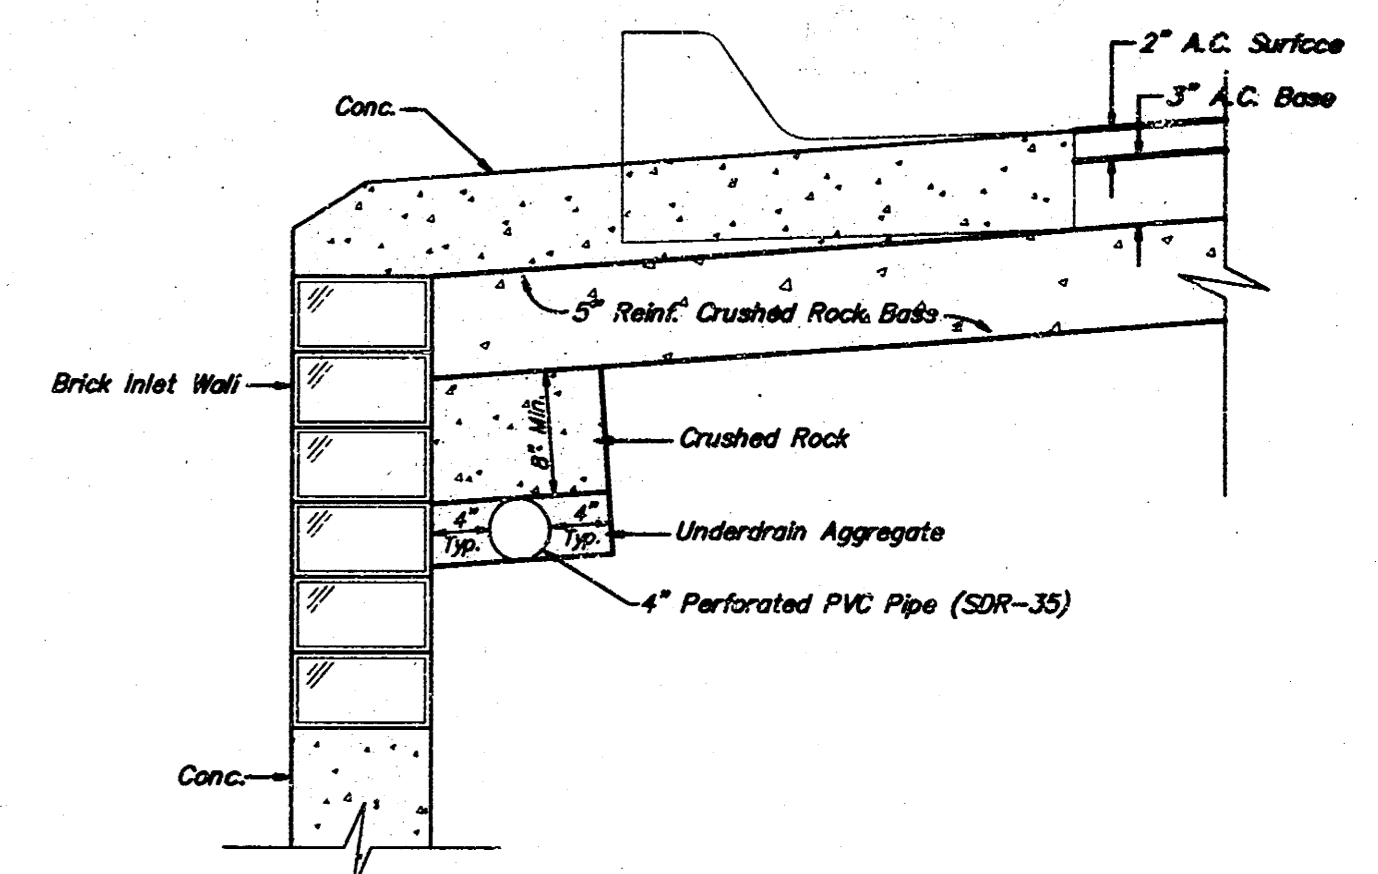 2" A.C. Surface
3" A.C. Base
Conc.
5" Reinf. Crushed Rock Base
Brick Inlet Wall
8" Min.
Crushed Rock
4" Typ.
4" Typ.
Underdrain Aggregate
4" Perforated PVC Pipe (SDR-35)
Conc.